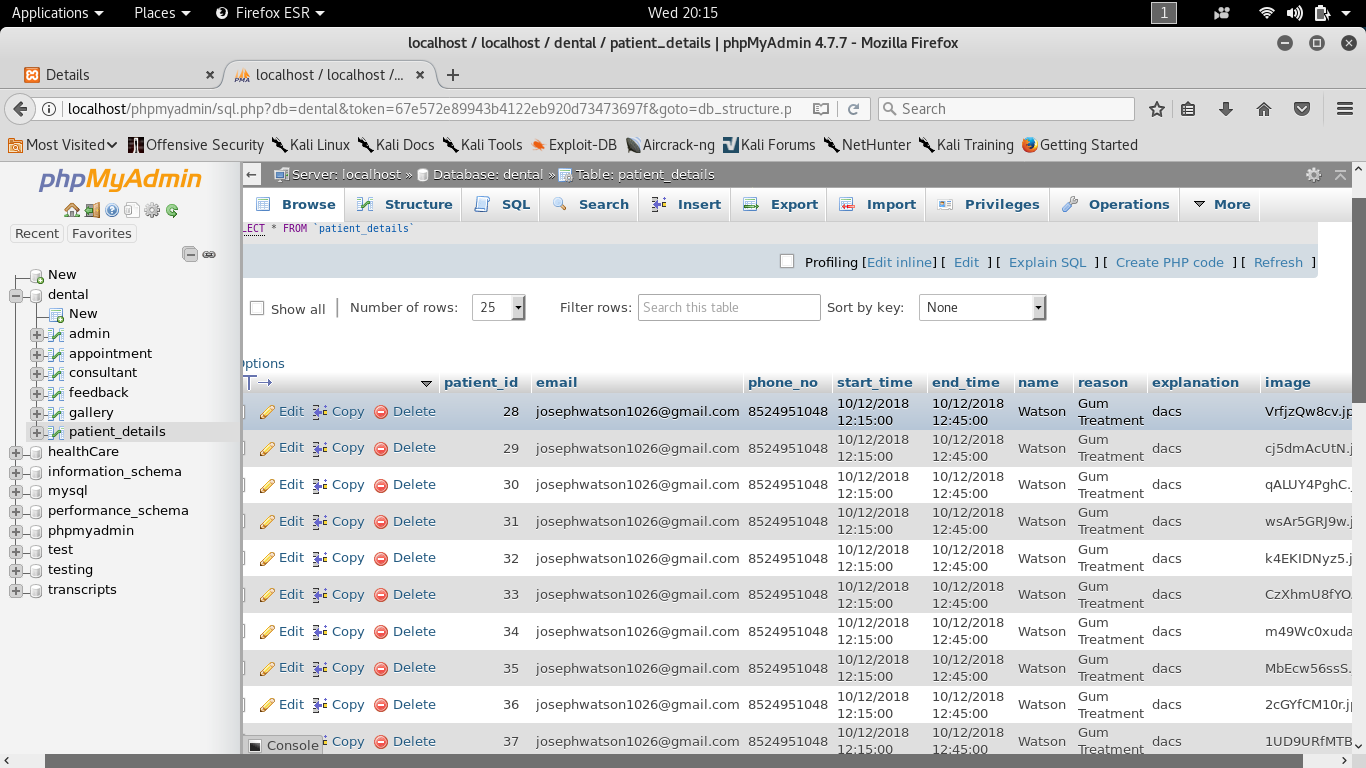 Applications Places Firefox ESR Wed 20:15 1
localhost / localhost / dental / patient_details | phpMyAdmin 4.7.7 - Mozilla Firefox
Details localhost / localhost /...
localhost/phpmyadmin/sql.php?db=dental&token=67e572e89943b4122eb920d73473697f&goto=db_structure.p Search
Most Visited Offensive Security Kali Linux Kali Docs Kali Tools Exploit-DB Aircrack-ng Kali Forums NetHunter Kali Training Getting Started
phpMyAdmin
Recent Favorites
New
dental
New
admin
appointment
consultant
feedback
gallery
patient_details
healthCare
information_schema
mysql
performance_schema
phpmyadmin
test
testing
transcripts
Server: localhost » Database: dental » Table: patient_details
Browse Structure SQL Search Insert Export Import Privileges Operations More
LECT * FROM `patient_details`
Profiling [Edit inline] [ Edit ] [ Explain SQL ] [ Create PHP code ] [ Refresh ]
Show all Number of rows: 25 Filter rows: Search this table Sort by key: None
Options
patient_id email phone_no start_time end_time name reason explanation image
Edit Copy Delete 28 josephwatson1026@gmail.com 8524951048 10/12/2018 12:15:00 10/12/2018 12:45:00 Watson Gum Treatment dacs VrfjzQw8cv.jp
Edit Copy Delete 29 josephwatson1026@gmail.com 8524951048 10/12/2018 12:15:00 10/12/2018 12:45:00 Watson Gum Treatment dacs cj5dmAcUtN.j
Edit Copy Delete 30 josephwatson1026@gmail.com 8524951048 10/12/2018 12:15:00 10/12/2018 12:45:00 Watson Gum Treatment dacs qALUY4PghC.
Edit Copy Delete 31 josephwatson1026@gmail.com 8524951048 10/12/2018 12:15:00 10/12/2018 12:45:00 Watson Gum Treatment dacs wsAr5GRJ9w.j
Edit Copy Delete 32 josephwatson1026@gmail.com 8524951048 10/12/2018 12:15:00 10/12/2018 12:45:00 Watson Gum Treatment dacs k4EKIDNyz5.j
Edit Copy Delete 33 josephwatson1026@gmail.com 8524951048 10/12/2018 12:15:00 10/12/2018 12:45:00 Watson Gum Treatment dacs CzXhmU8fYO
Edit Copy Delete 34 josephwatson1026@gmail.com 8524951048 10/12/2018 12:15:00 10/12/2018 12:45:00 Watson Gum Treatment dacs m49Wc0xuda
Edit Copy Delete 35 josephwatson1026@gmail.com 8524951048 10/12/2018 12:15:00 10/12/2018 12:45:00 Watson Gum Treatment dacs MbEcw56ssS.
Edit Copy Delete 36 josephwatson1026@gmail.com 8524951048 10/12/2018 12:15:00 10/12/2018 12:45:00 Watson Gum Treatment dacs 2cGYfCM10r.jp
Edit Copy Delete 37 josephwatson1026@gmail.com 8524951048 10/12/2018 12:15:00 10/12/2018 12:45:00 Watson Gum Treatment dacs 1UD9URfMTB
Console